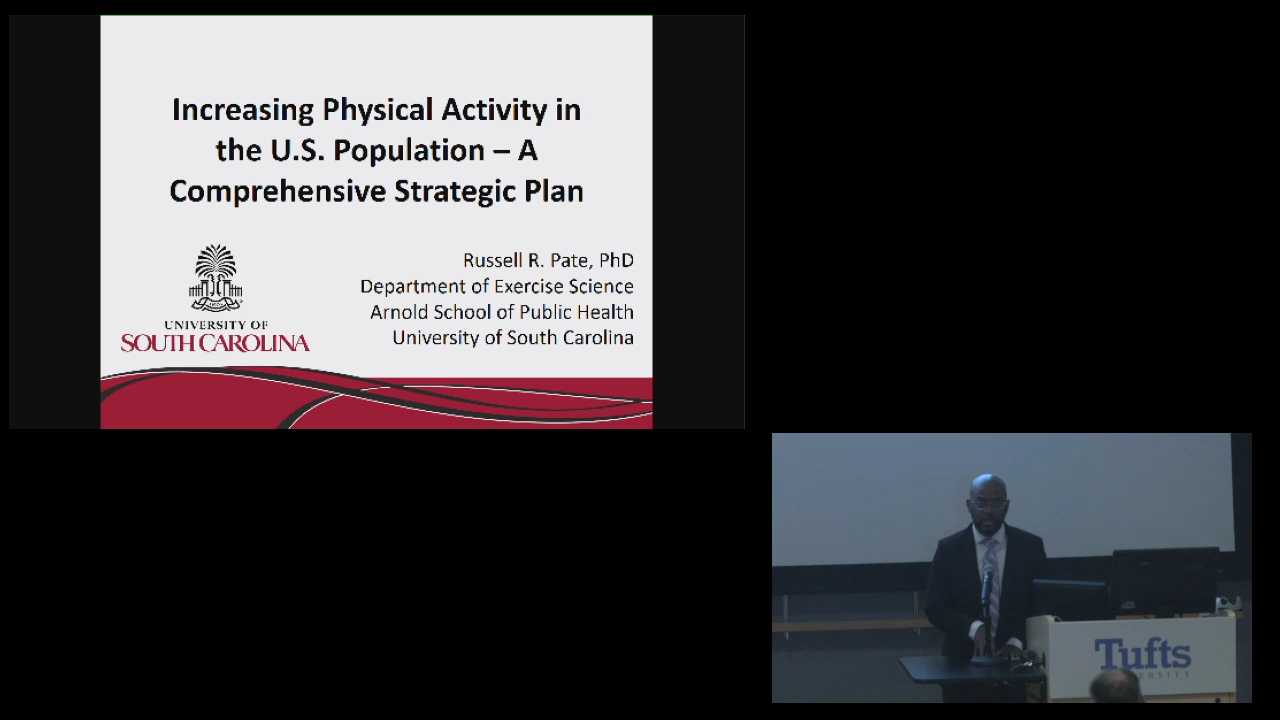 Increasing Physical Activity in
the U.S. Population – A
Comprehensive Strategic Plan
Russell R. Pate, PhD
Department of Exercise Science
Arnold School of Public Health
University of South Carolina
UNIVERSITY OF
SOUTH CAROLINA
Tufts
UNIVERSITY